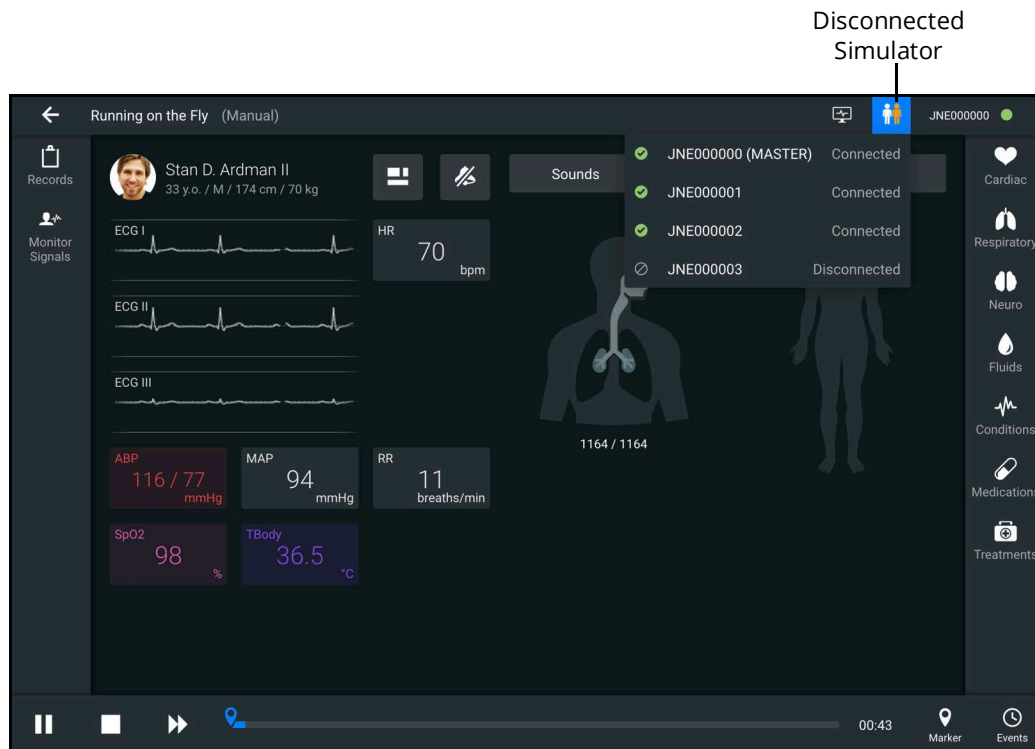 Disconnected
Simulator
Running on the Fly (Manual)
JNE000000
Records
Monitor
Signals
Stan D. Ardman II
33 y.o. / M / 174 cm / 70 kg
Sounds
JNE000000 (MASTER) Connected
JNE000001 Connected
JNE000002 Connected
JNE000003 Disconnected
ECG I
HR
70
bpm
ECG II
ECG III
ABP
116 / 77
mmHg
MAP
94
mmHg
RR
11
breaths/min
SpO2
98
%
TBody
36.5
°C
1164 / 1164
Cardiac
Respiratory
Neuro
Fluids
Conditions
Medications
Treatments
00:43
Marker
Events